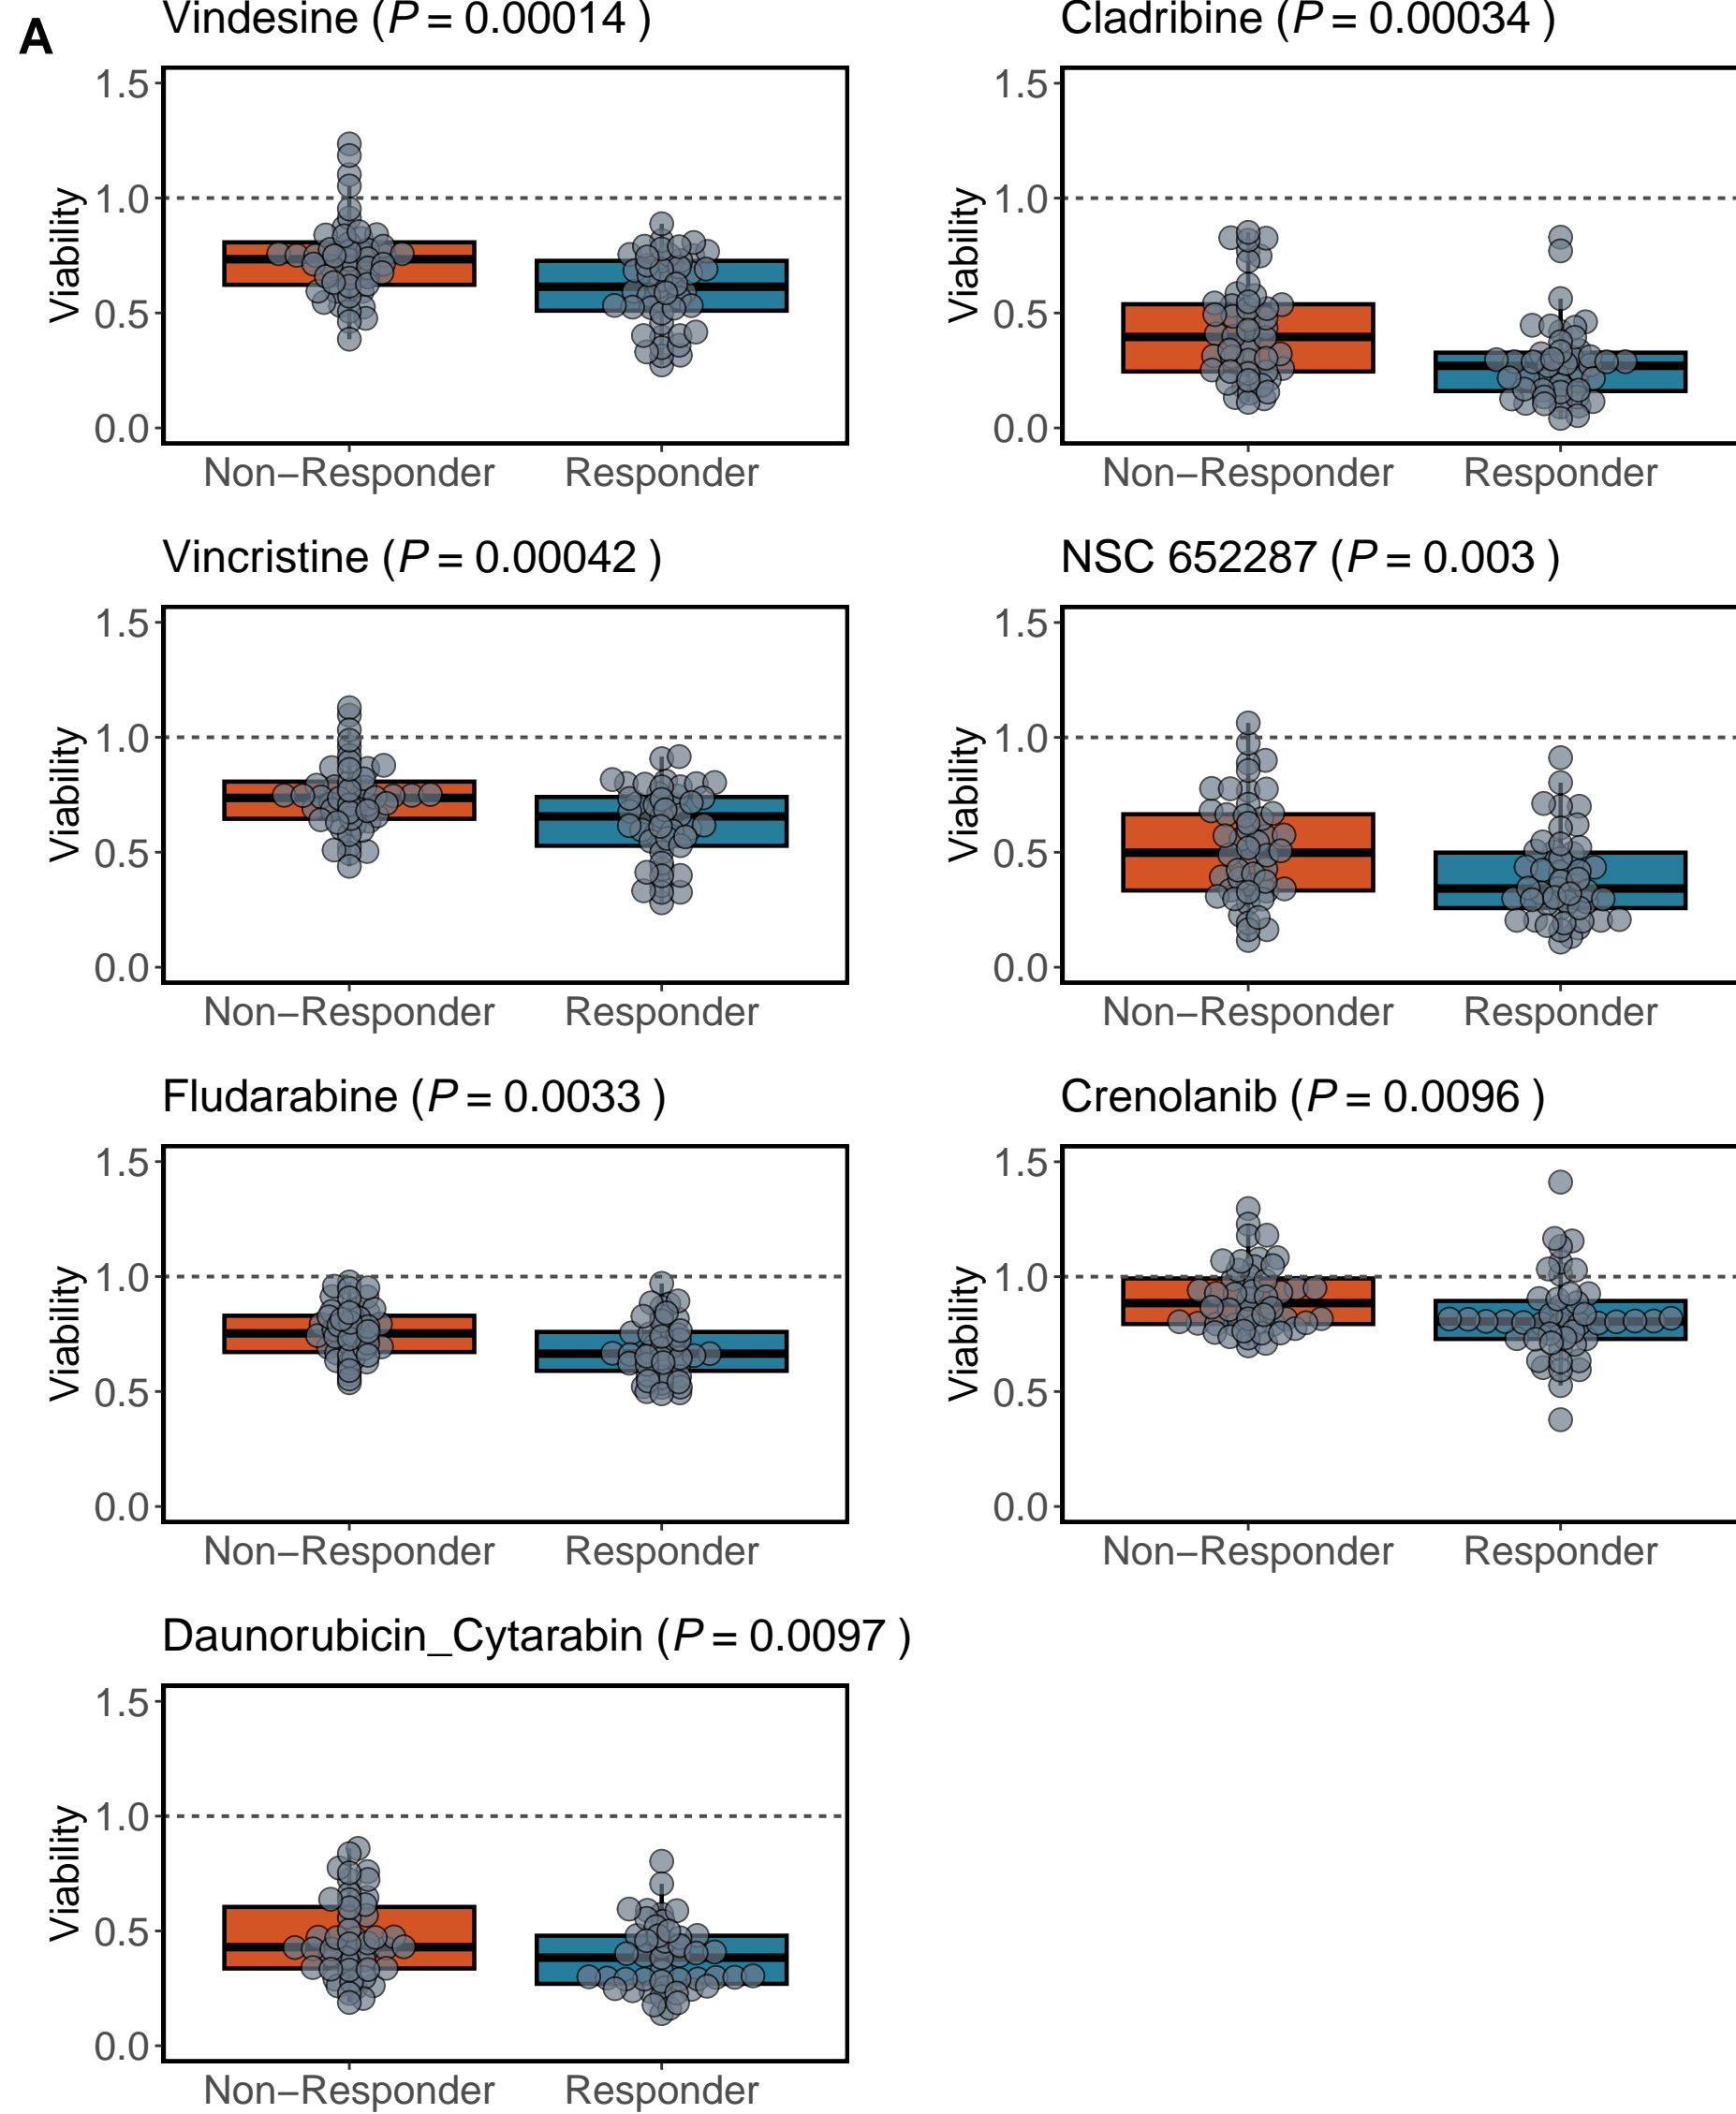 A
Vindesine (P = 0.00014 )
1.5
1.0
0.5
0.0
Viability
Non−Responder
Responder
Cladribine (P = 0.00034 )
1.5
1.0
0.5
0.0
Viability
Non−Responder
Responder
Vincristine (P = 0.00042 )
1.5
1.0
0.5
0.0
Viability
Non−Responder
Responder
NSC 652287 (P = 0.003 )
1.5
1.0
0.5
0.0
Viability
Non−Responder
Responder
Fludarabine (P = 0.0033 )
1.5
1.0
0.5
0.0
Viability
Non−Responder
Responder
Crenolanib (P = 0.0096 )
1.5
1.0
0.5
0.0
Viability
Non−Responder
Responder
Daunorubicin_Cytarabin (P = 0.0097 )
1.5
1.0
0.5
0.0
Viability
Non−Responder
Responder